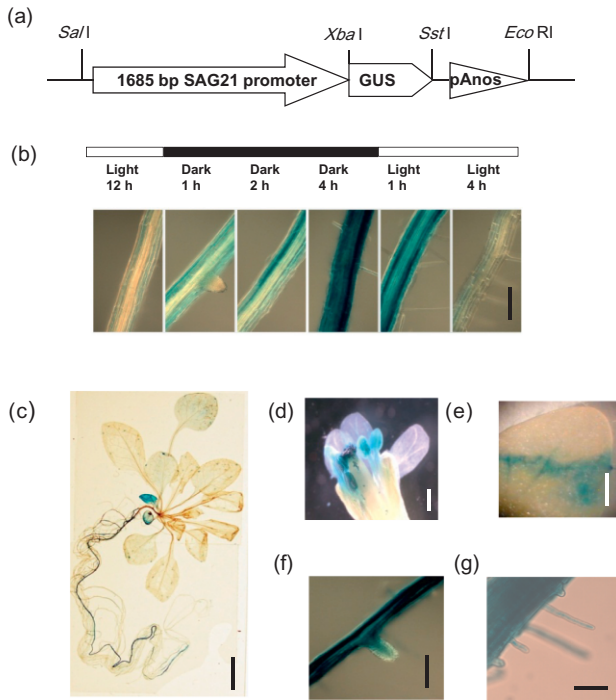 (a)
Sal I
Xba I
Sst I
Eco RI
1685 bp SAG21 promoter
GUS
pAnos
(b)
Light 12 h
Dark 1 h
Dark 2 h
Dark 4 h
Light 1 h
Light 4 h
(c)
(d)
(e)
(f)
(g)